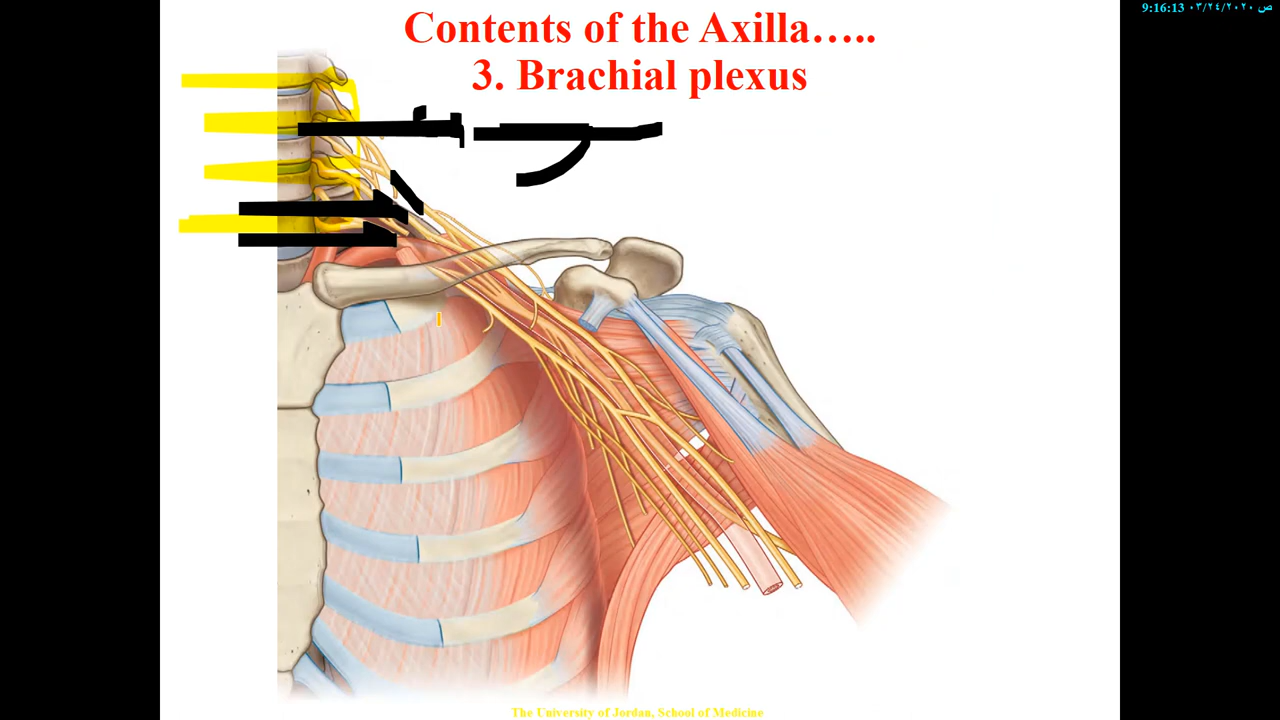 9:16:13 ٠٣/٢٤/٢٠٢٠ ص
Contents of the Axilla…..
3. Brachial plexus
The University of Jordan, School of Medicine